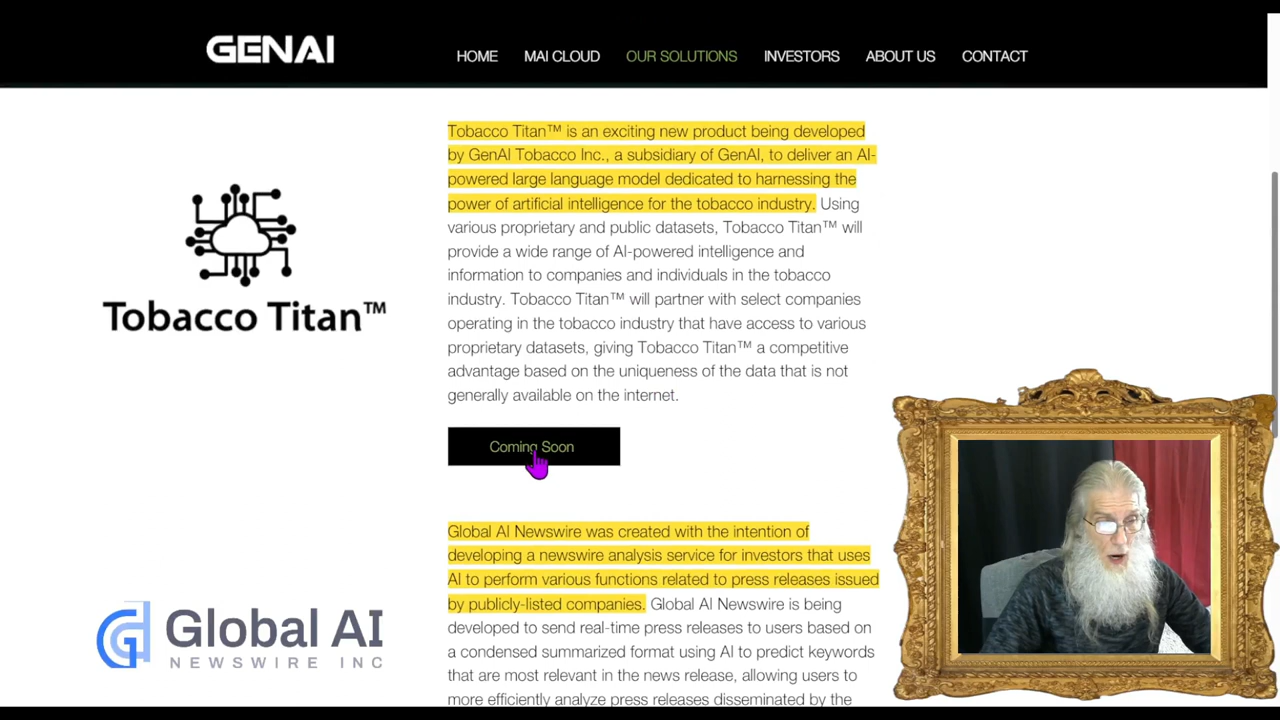 GENAI
HOME MAI CLOUD OUR SOLUTIONS INVESTORS ABOUT US CONTACT
Tobacco Titan™ is an exciting new product being developed
by GenAI Tobacco Inc., a subsidiary of GenAI, to deliver an AI-
powered large language model dedicated to harnessing the
power of artificial intelligence for the tobacco industry. Using
various proprietary and public datasets, Tobacco Titan™ will
provide a wide range of AI-powered intelligence and
information to companies and individuals in the tobacco
industry. Tobacco Titan™ will partner with select companies
operating in the tobacco industry that have access to various
proprietary datasets, giving Tobacco Titan™ a competitive
advantage based on the uniqueness of the data that is not
generally available on the internet.
Tobacco Titan™
Coming Soon
Global AI Newswire was created with the intention of
developing a newswire analysis service for investors that uses
AI to perform various functions related to press releases issued
by publicly-listed companies. Global AI Newswire is being
developed to send real-time press releases to users based on
a condensed summarized format using AI to predict keywords
that are most relevant in the news release, allowing users to
more efficiently analyze press releases disseminated by the
Global AI
NEWSWIRE INC